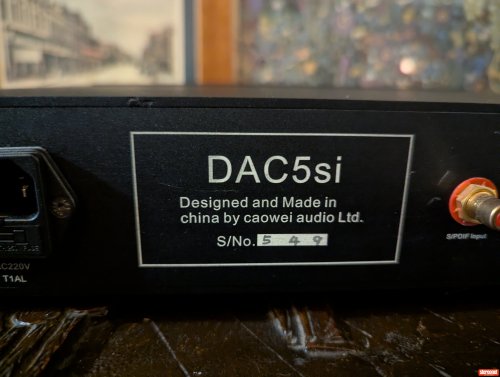 DAC5si
Designed and Made in
china by caowei audio Ltd.
S/No. 5 4 9
S/PDIF Input
AC220V
T1AL